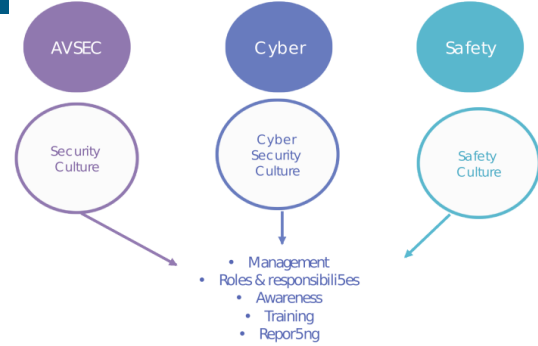 AVSEC
Cyber
Safety
Security
Culture
Cyber
Security
Culture
Safety
Culture
• Management
• Roles & responsibili5es
• Awareness
• Training
• Repor5ng